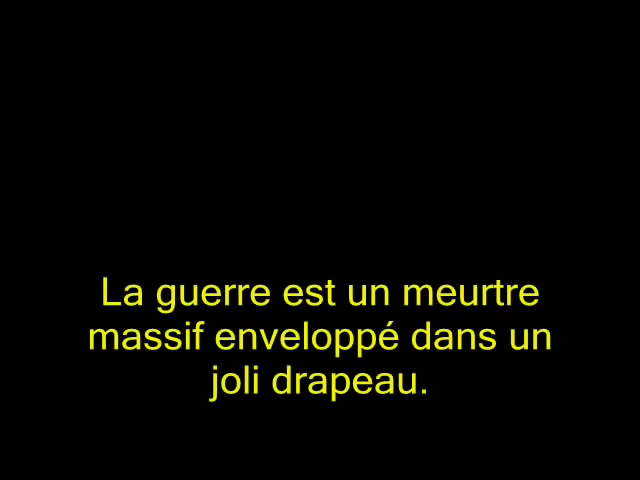 La guerre est un meurtre
massif enveloppé dans un
joli drapeau.